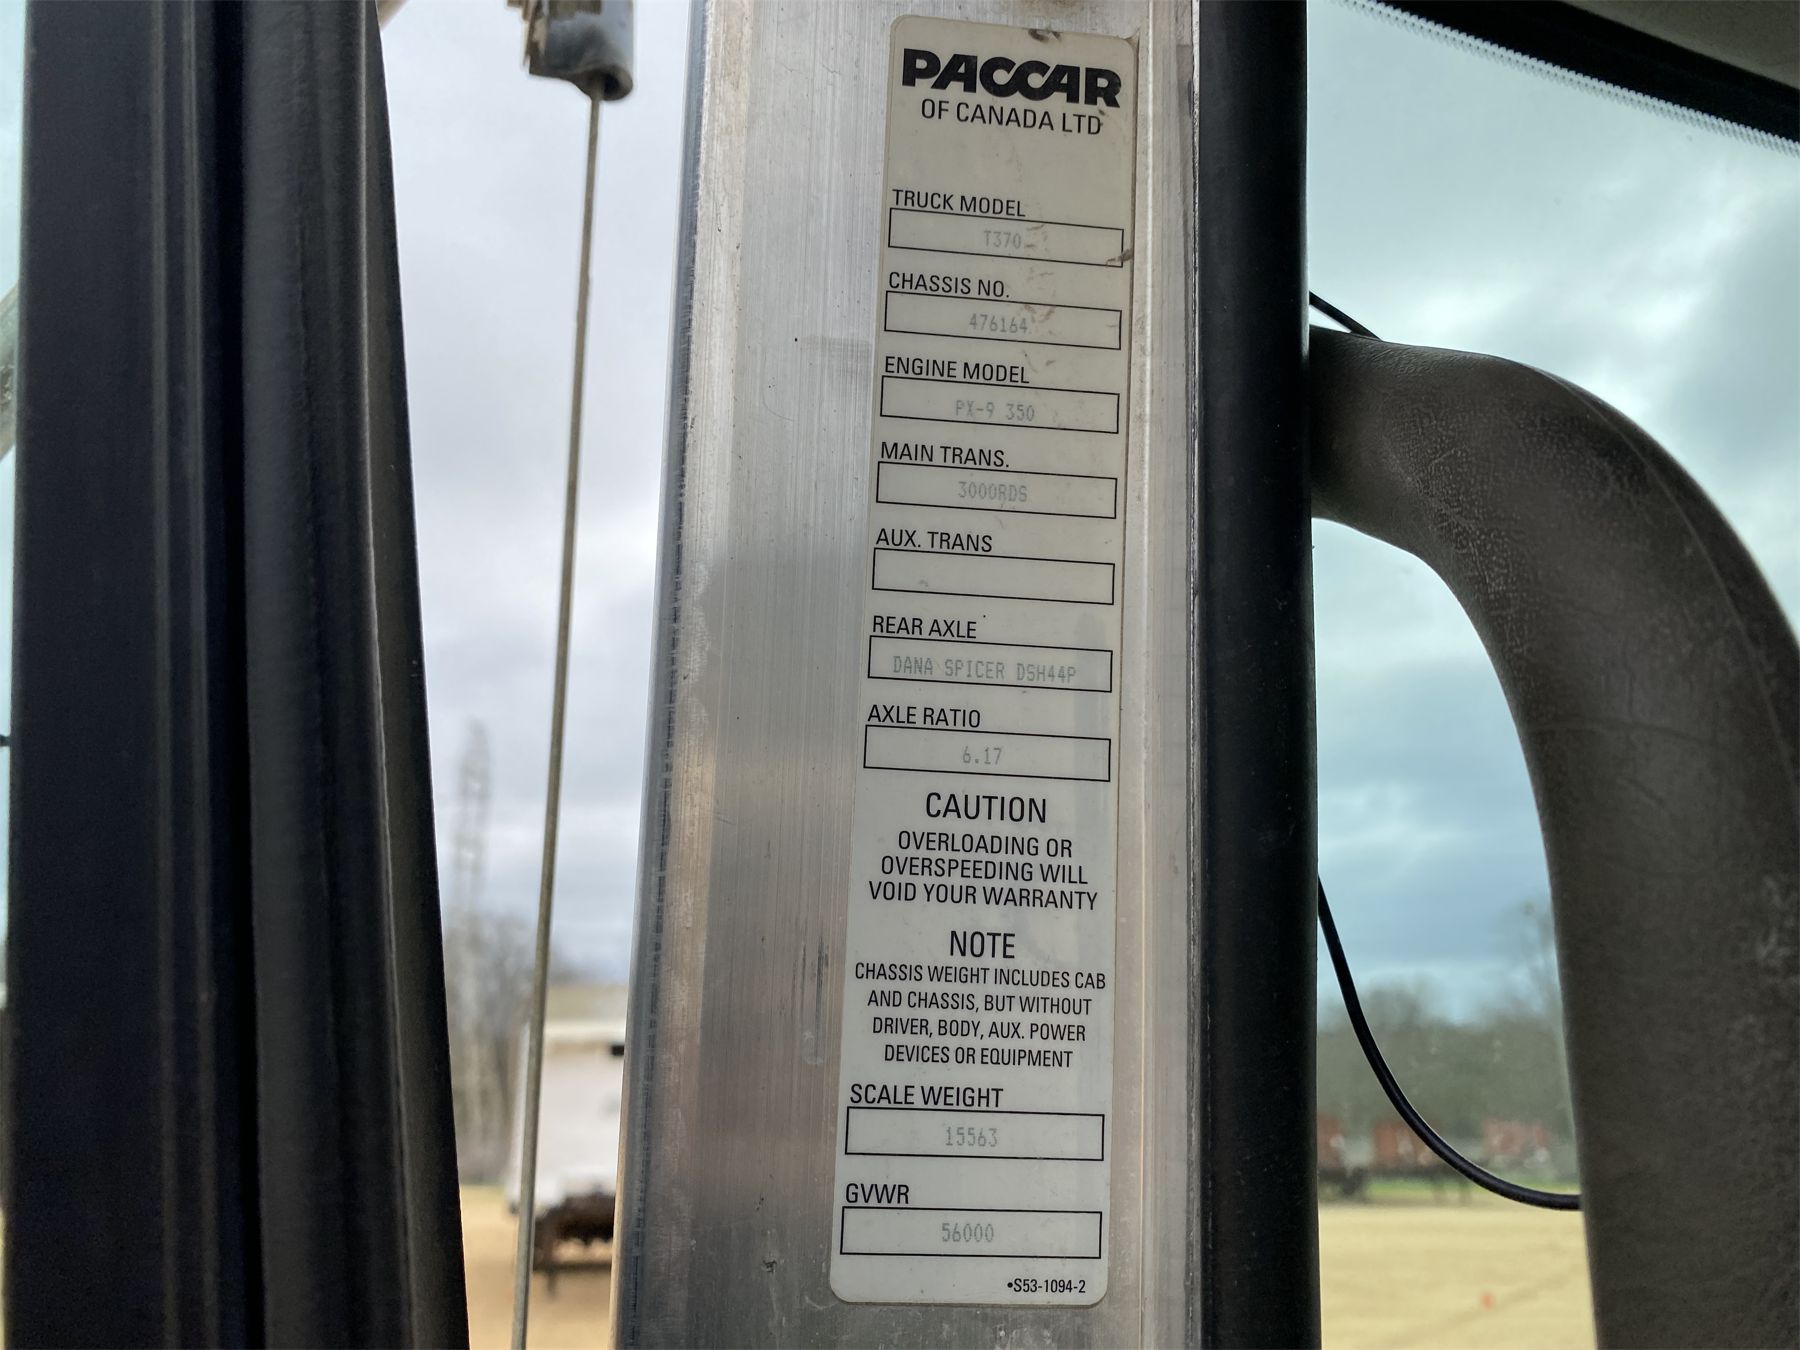 PACCAR
OF CANADA LTD
TRUCK MODEL
T370
CHASSIS NO.
476164
ENGINE MODEL
PX-9 350
MAIN TRANS.
3000RDS
AUX. TRANS
REAR AXLE
DANA SPICER DSH44P
AXLE RATIO
6.17
CAUTION
OVERLOADING OR
OVERSPEEDING WILL
VOID YOUR WARRANTY
NOTE
CHASSIS WEIGHT INCLUDES CAB
AND CHASSIS, BUT WITHOUT
DRIVER, BODY, AUX. POWER
DEVICES OR EQUIPMENT
SCALE WEIGHT
15563
GVWR
56000
•S53-1094-2